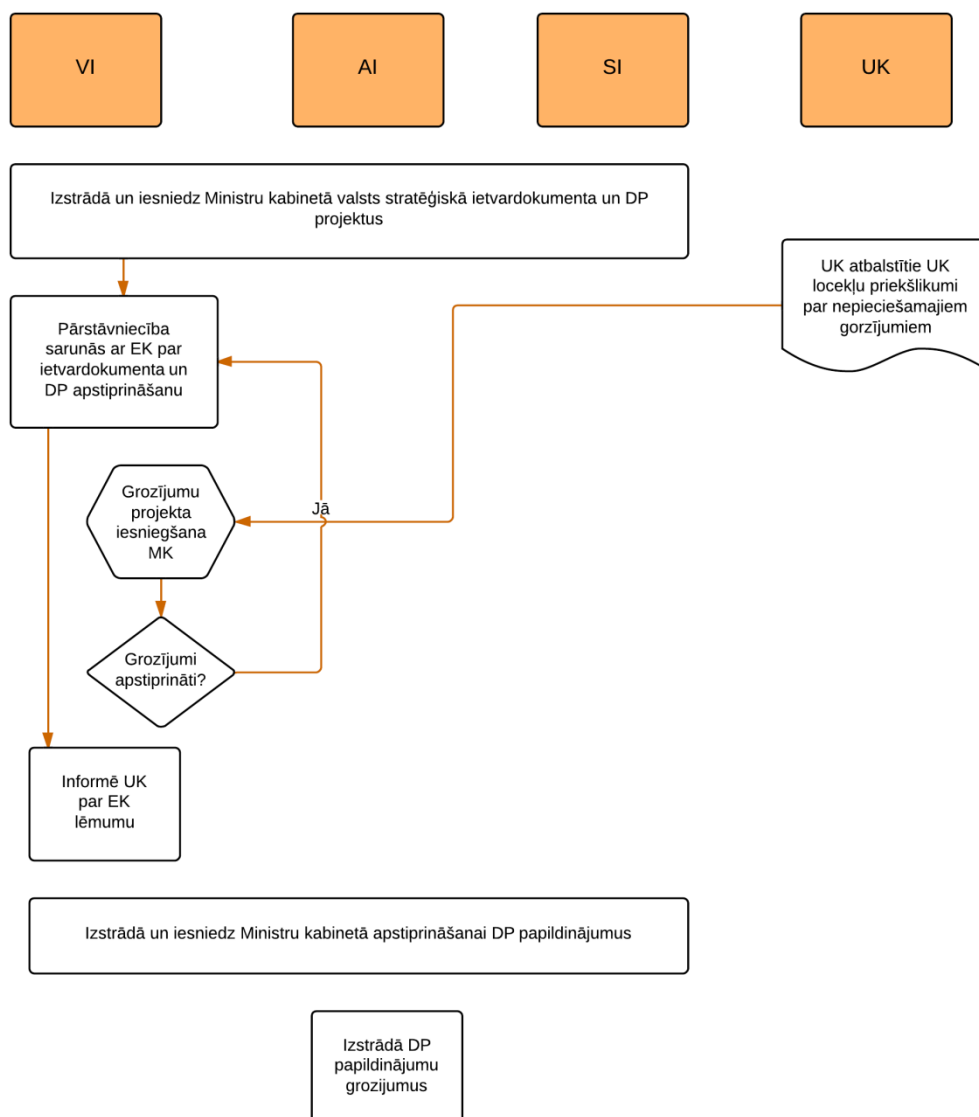 VI
AI
SI
UK
Izstrādā un iesniedz Ministru kabinetā valsts stratēģiskā ietvardokumenta un DP
projektus
UK atbalstītie UK
locekļu priekšlikumi
par nepieciešamajiem
gorzījumiem
Pārstāvniecība
sarunās ar EK par
ietvardokumenta un
DP apstiprināšanu
Grozījumu
projekta
iesniegšana
MK
Jā
Grozījumi
apstiprināti?
Informē UK
par EK
lēmumu
Izstrādā un iesniedz Ministru kabinetā apstiprināšanai DP papildinājumus
Izstrādā DP
papildinājumu
grozijumus